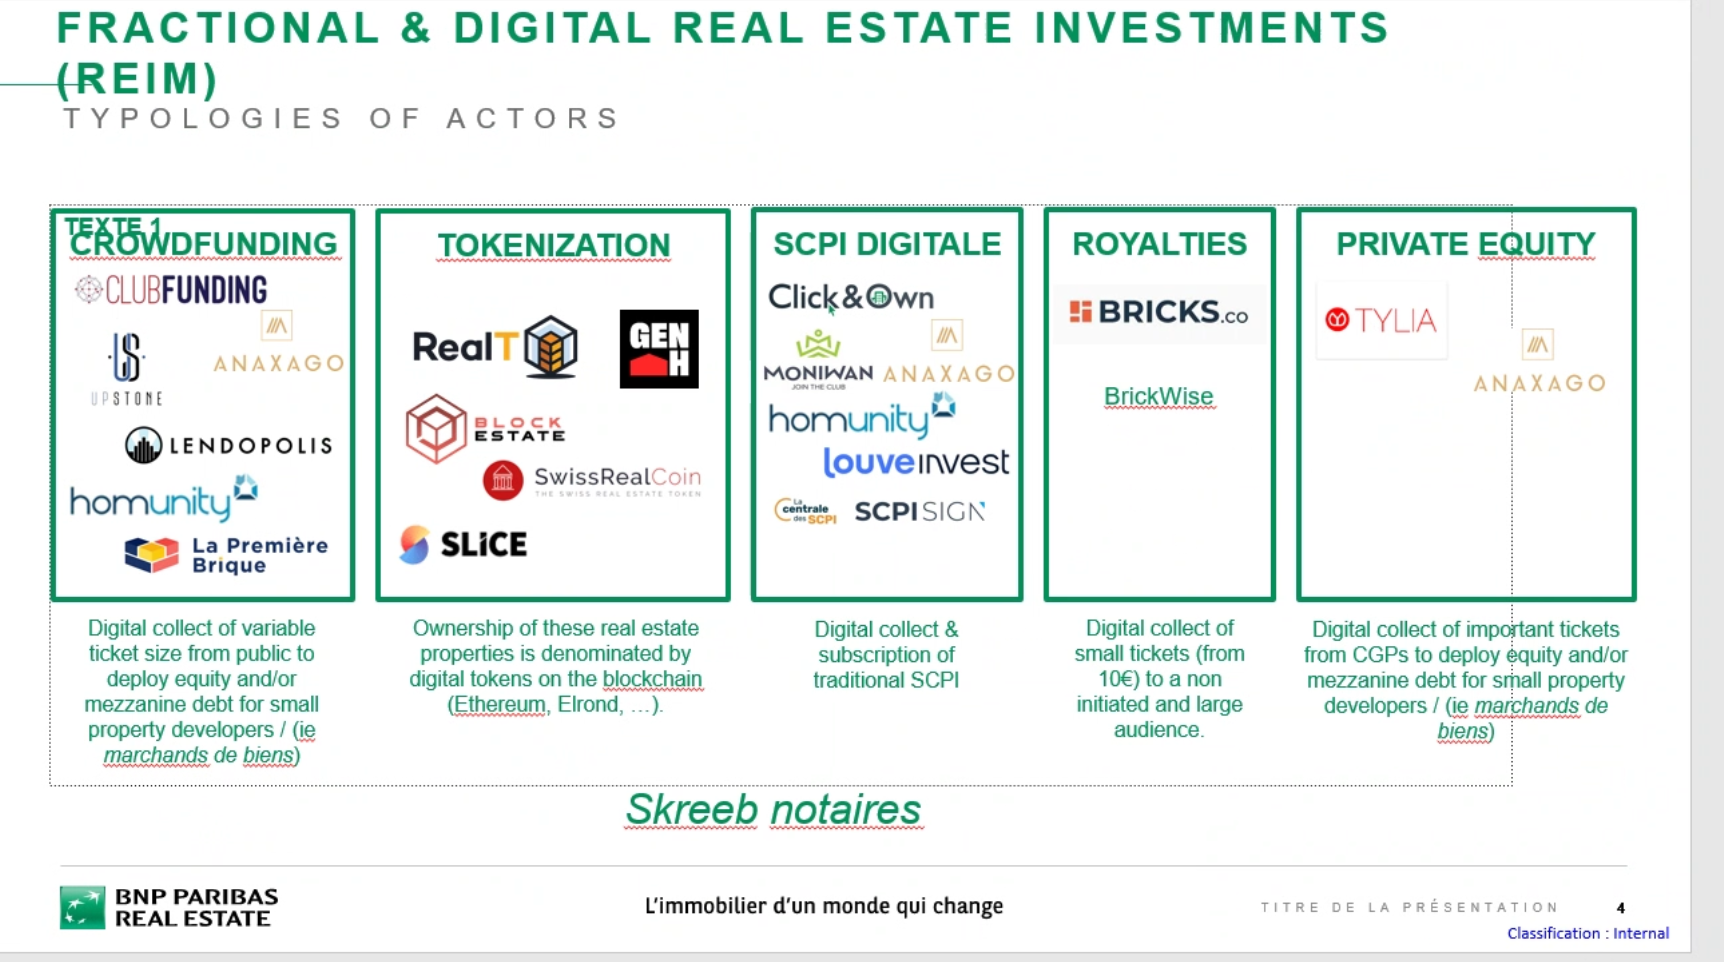 FRACTIONAL & DIGITAL REAL ESTATE INVESTMENTS
(REIM)
TYPOLOGIES OF ACTORS
TEXTE 1
CROWDFUNDING
CLUBFUNDING
UPSTONE
ANAXAGO
LENDOPOLIS
homunity
La Première
Brique
Digital collect of variable
ticket size from public to
deploy equity and/or
mezzanine debt for small
property developers / (ie
marchands de biens)
TOKENIZATION
RealT
GEN
H
BLOCK
ESTATE
SwissRealCoin
THE SWISS REAL ESTATE TOKEN
SLiCE
Ownership of these real estate
properties is denominated by
digital tokens on the blockchain
(Ethereum, Elrond, …).
SCPI DIGITALE
Click&Own
MONIWAN
JOIN THE CLUB
ANAXAGO
homunity
louveinvest
La
centrale
des SCPI
SCPI SIGN
Digital collect &
subscription of
traditional SCPI
ROYALTIES
BRICKS.co
BrickWise
Digital collect of
small tickets (from
10€) to a non
initiated and large
audience.
PRIVATE EQUITY
TYLIA
ANAXAGO
Digital collect of important tickets
from CGPs to deploy equity and/or
mezzanine debt for small property
developers / (ie marchands de
biens)
Skreeb notaires
BNP PARIBAS
REAL ESTATE
L'immobilier d'un monde qui change
TITRE DE LA PRÉSENTATION
4
Classification : Internal